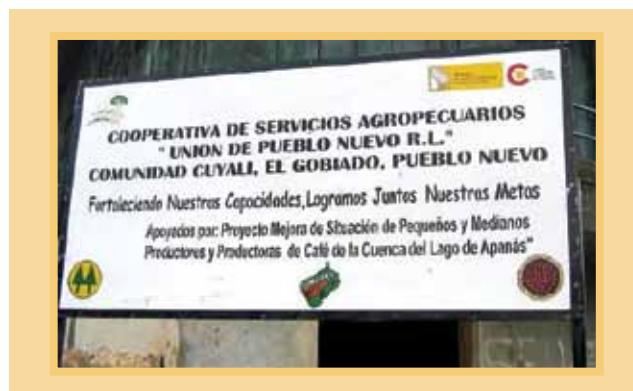 COOPERATIVA DE SERVICIOS AGROPECUARIOS
" UNION DE PUEBLO NUEVO R.L."
COMUNIDAD CUYALI, EL GOBIADO, PUEBLO NUEVO
Fortaleciendo Nuestras Capacidades, Logramos Juntos Nuestras Metas
Apoyados por: Proyecto Mejora de Situación de Pequeños y Medianos
Productores y Productoras de Café de la Cuenca del Lago de Apanás"